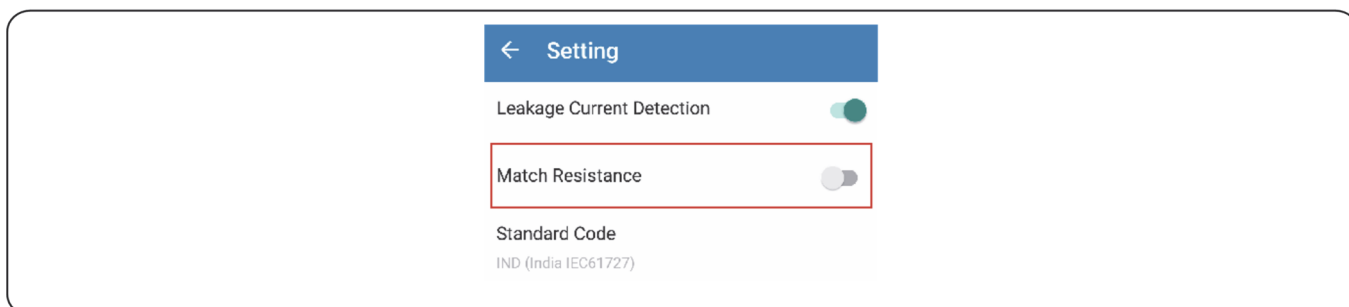 Setting
Leakage Current Detection
Match Resistance
Standard Code
IND (India IEC61727)